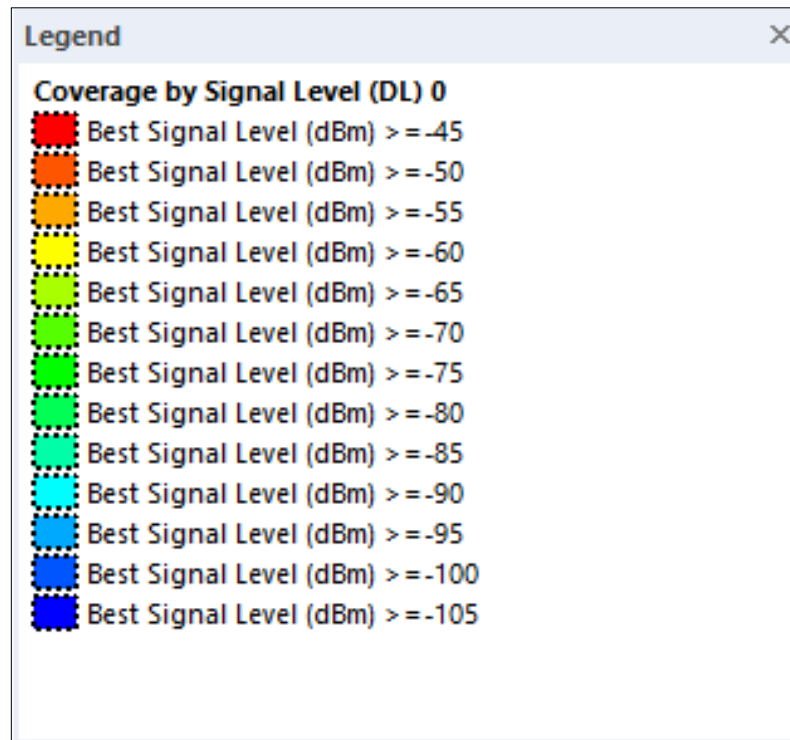 Legend
Coverage by Signal Level (DL) 0
Best Signal Level (dBm) >=-45
Best Signal Level (dBm) >=-50
Best Signal Level (dBm) >=-55
Best Signal Level (dBm) >=-60
Best Signal Level (dBm) >=-65
Best Signal Level (dBm) >=-70
Best Signal Level (dBm) >=-75
Best Signal Level (dBm) >=-80
Best Signal Level (dBm) >=-85
Best Signal Level (dBm) >=-90
Best Signal Level (dBm) >=-95
Best Signal Level (dBm) >=-100
Best Signal Level (dBm) >=-105